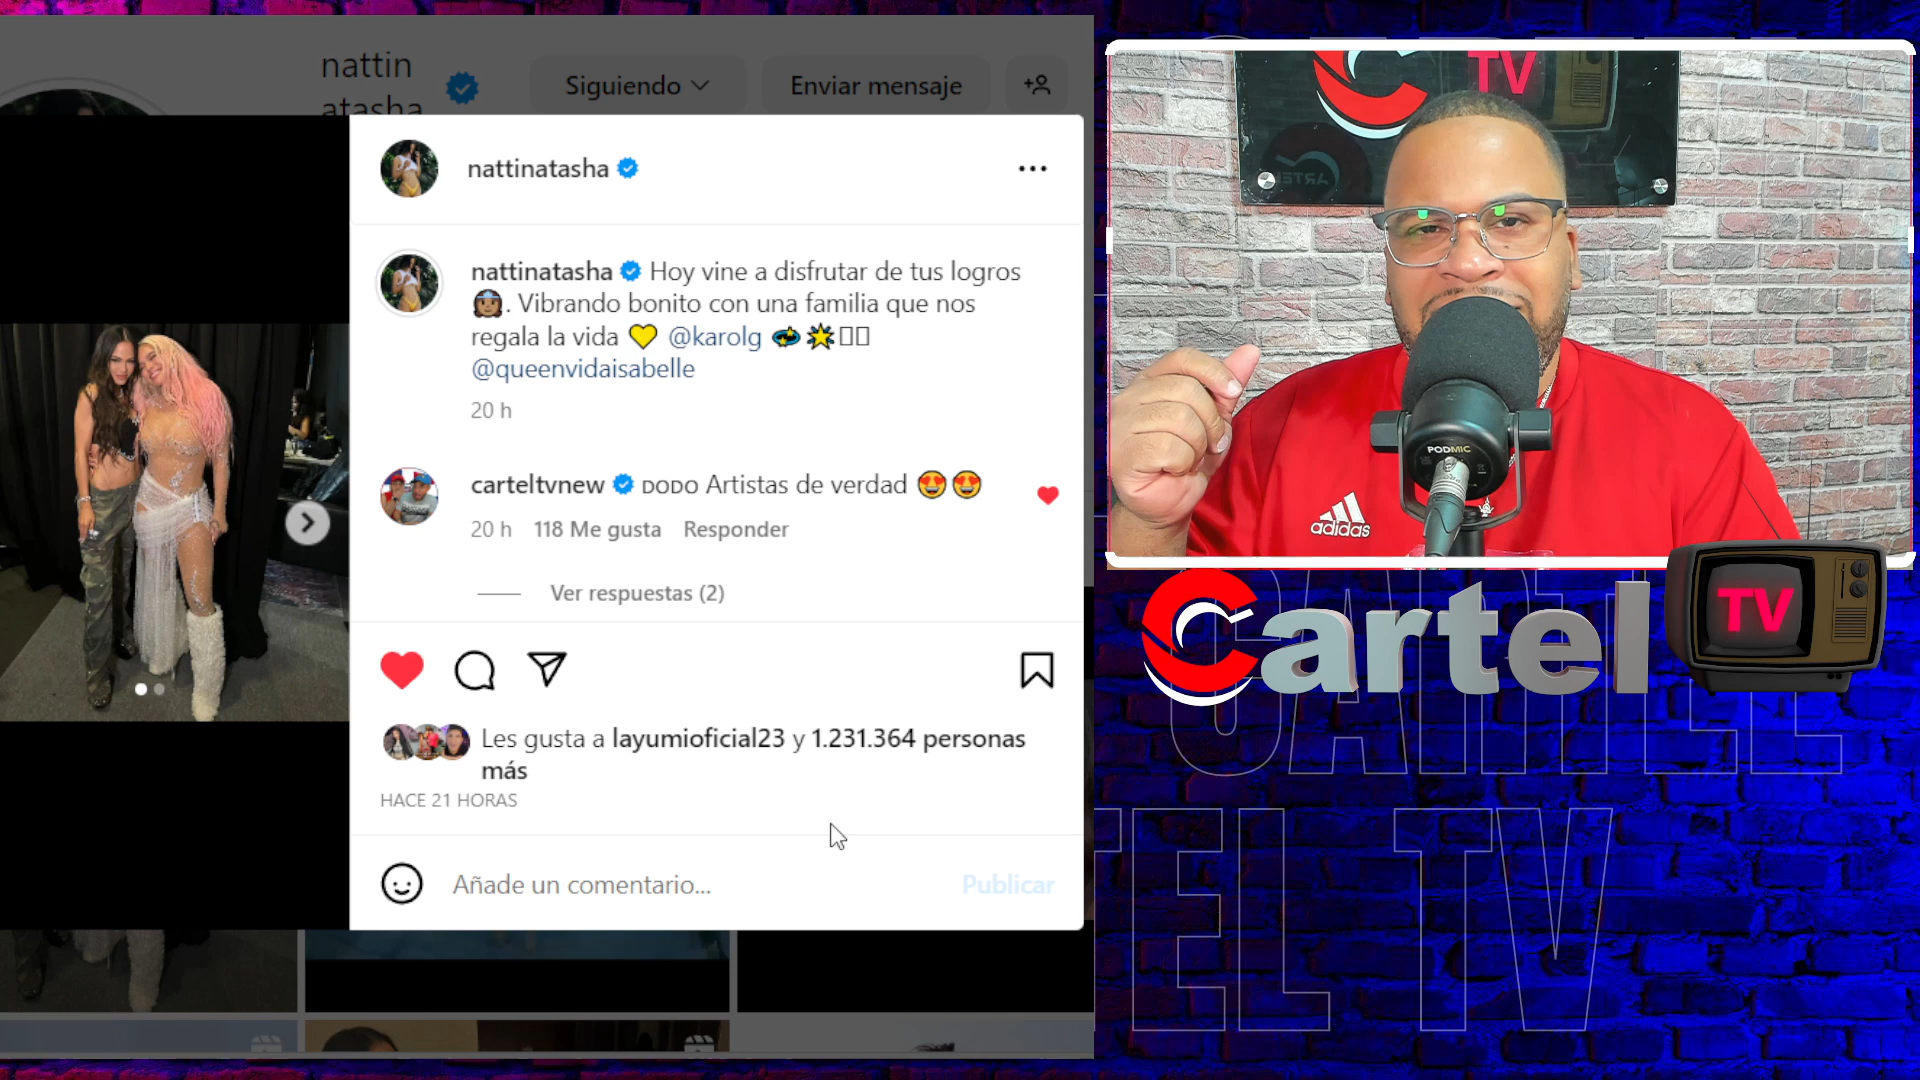 nattin
atasha
Siguiendo
Enviar mensaje
nattinatasha
nattinatasha Hoy vine a disfrutar de tus logros
👸🏽. Vibrando bonito con una familia que nos
regala la vida 💛 @karolg 💫🌟▯▯
@queenvidaisabelle
20 h
carteltvnew DODO Artistas de verdad 😍😍
20 h 118 Me gusta Responder
Ver respuestas (2)
Les gusta a layumioficial23 y 1.231.364 personas
más
HACE 21 HORAS
Añade un comentario...
Publicar
TV
PODMIC
adidas
Cartel
TV
CARTEL
TEL TV